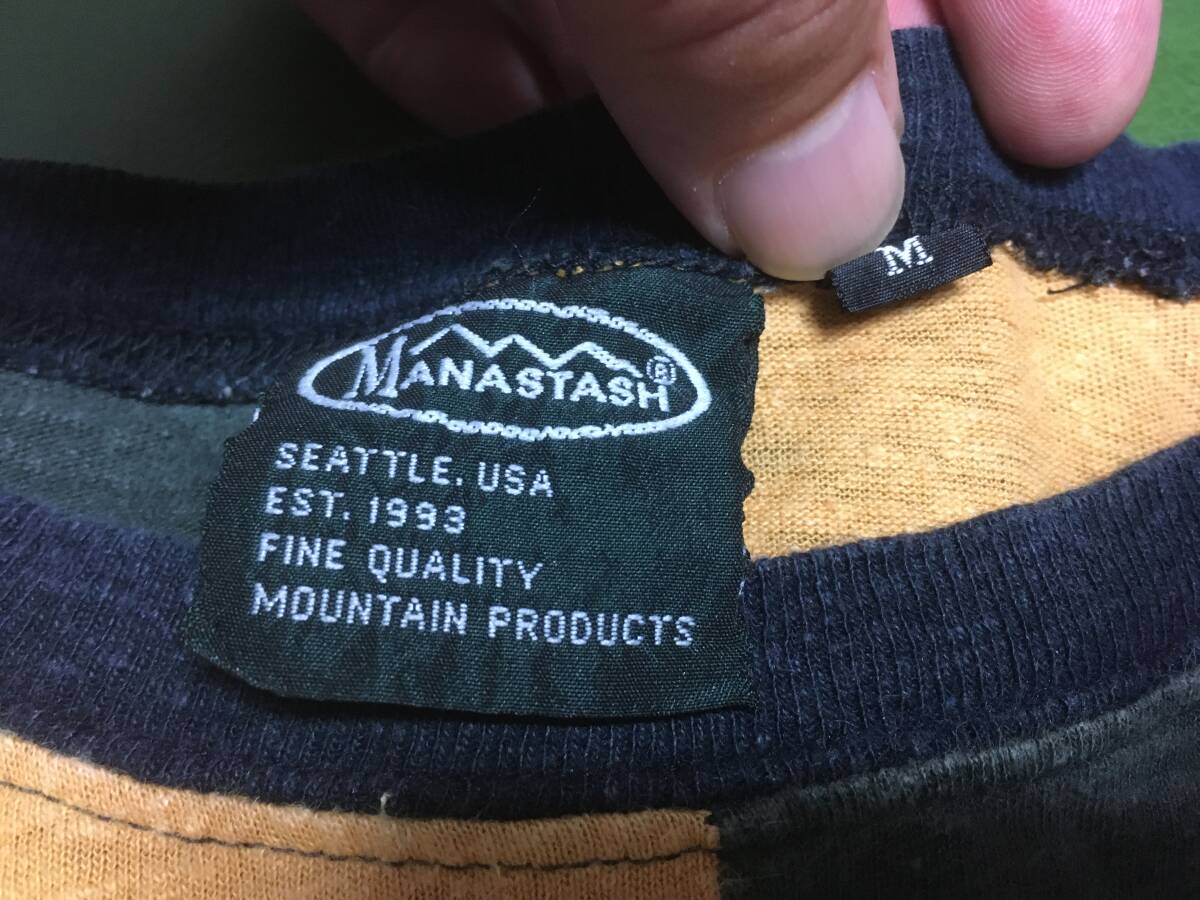 MANASTASH®
SEATTLE, USA
EST. 1993
FINE QUALITY
MOUNTAIN PRODUCTS
M